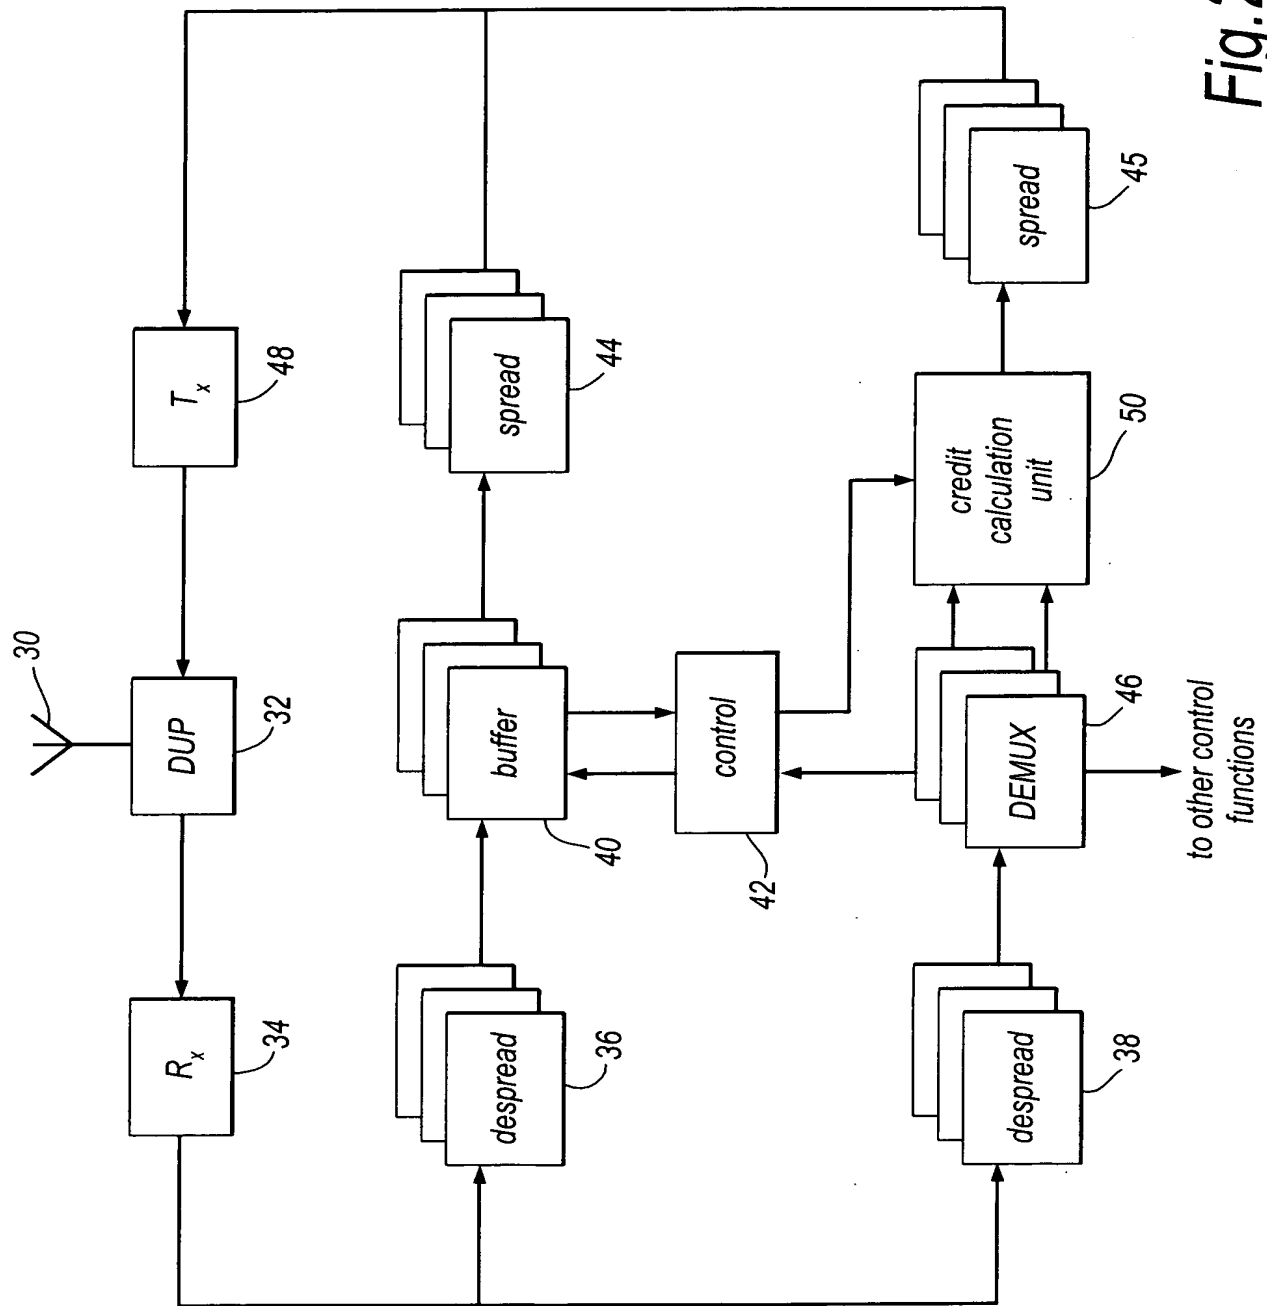 30
Rx
DUP
Tx
34
32
48
despread
buffer
spread
36
40
44
control
42
despread
DEMUX
credit
calculation
unit
spread
38
46
50
45
to other control
functions
Fig.2